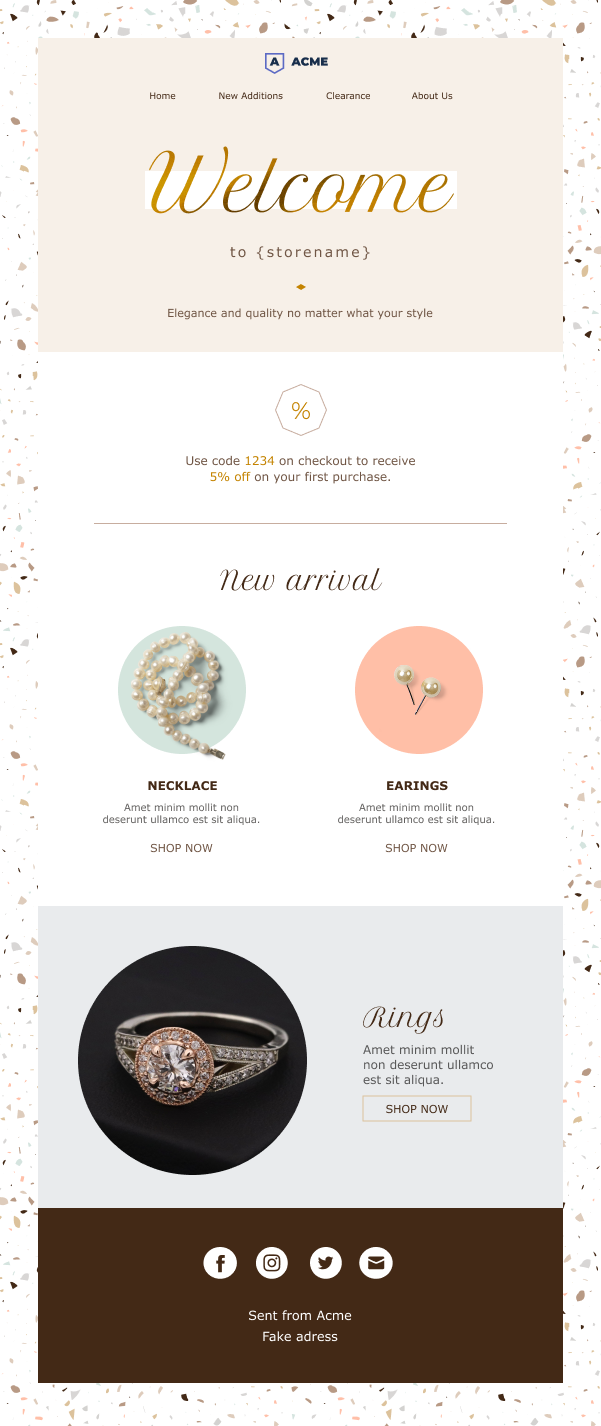 A ACME
Home New Additions Clearance About Us
Welcome
to {storename}
Elegance and quality no matter what your style
%
Use code 1234 on checkout to receive
5% off on your first purchase.
New arrival
NECKLACE
Amet minim mollit non
deserunt ullamco est sit aliqua.
SHOP NOW
EARINGS
Amet minim mollit non
deserunt ullamco est sit aliqua.
SHOP NOW
Rings
Amet minim mollit
non deserunt ullamco
est sit aliqua.
SHOP NOW
Sent from Acme
Fake adress